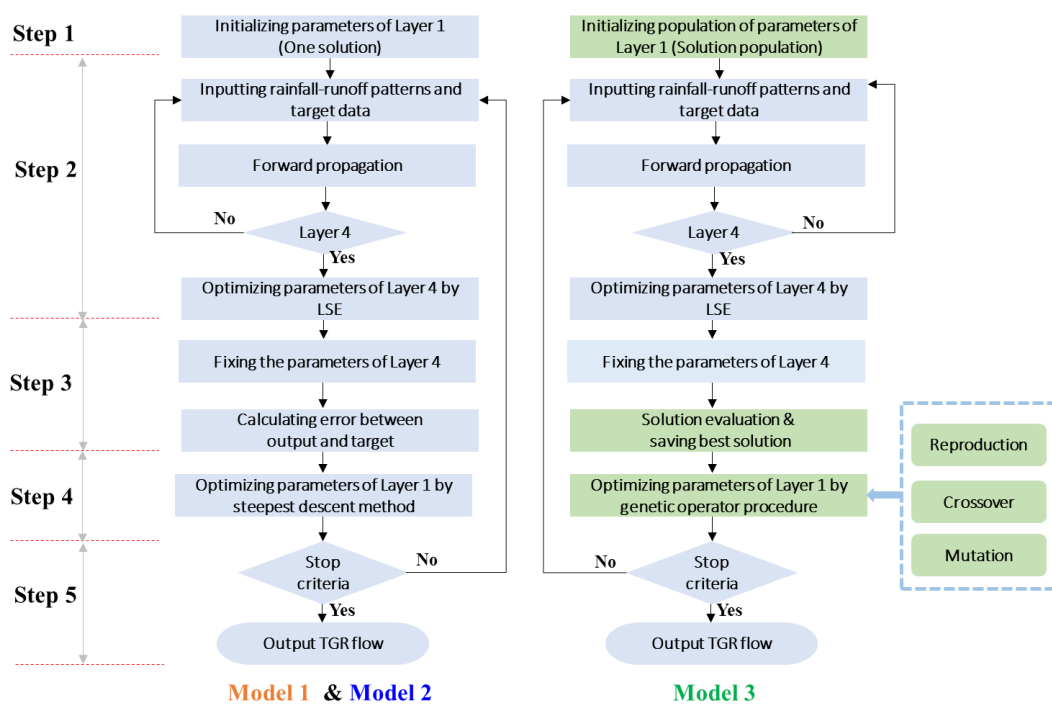 Step 1
Step 2
Step 3
Step 4
Step 5
Initializing parameters of Layer 1
(One solution)
Inputting rainfall-runoff patterns and
target data
Forward propagation
No
Layer 4
Yes
Optimizing parameters of Layer 4 by
LSE
Fixing the parameters of Layer 4
Calculating error between
output and target
Optimizing parameters of Layer 1 by
steepest descent method
No
Stop
criteria
Yes
Output TGR flow
Model 1 & Model 2
Initializing population of parameters of
Layer 1 (Solution population)
Inputting rainfall-runoff patterns and
target data
Forward propagation
Layer 4
No
Yes
Optimizing parameters of Layer 4 by
LSE
Fixing the parameters of Layer 4
Solution evaluation &
saving best solution
Optimizing parameters of Layer 1 by
genetic operator procedure
No
Stop
criteria
Yes
Output TGR flow
Model 3
Reproduction
Crossover
Mutation